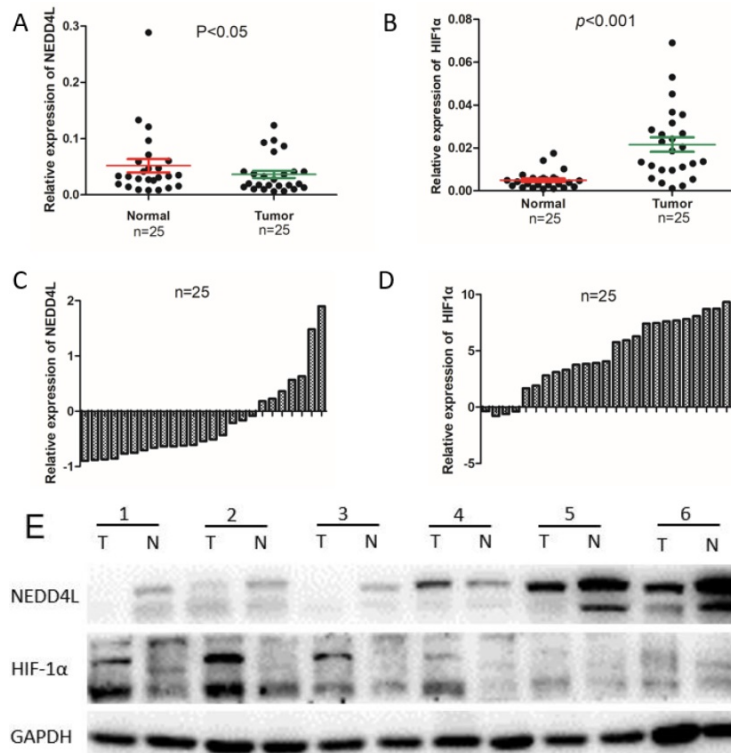 A
Relative expression of NEDD4L
P<0.05
0.3
0.2
0.1
0.0
Normal
n=25
Tumor
n=25
B
Relative expression of HIF1α
p<0.001
0.08
0.06
0.04
0.02
0.00
Normal
n=25
Tumor
n=25
C
Relative expression of NEDD4L
n=25
2
1
0
-1
D
Relative expression of HIF1α
n=25
10
5
0
-5
E
1 2 3 4 5 6
T N T N T N T N T N T N
NEDD4L
HIF-1α
GAPDH